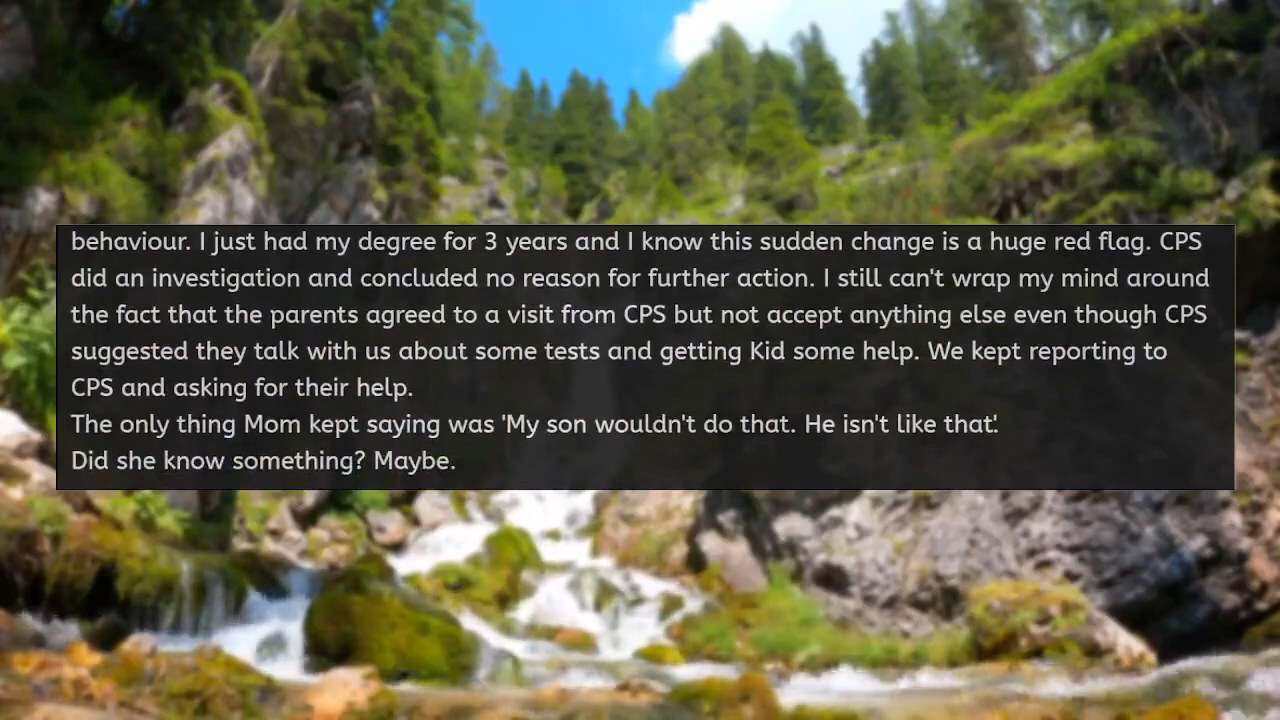 behaviour. I just had my degree for 3 years and I know this sudden change is a huge red flag. CPS
did an investigation and concluded no reason for further action. I still can't wrap my mind around
the fact that the parents agreed to a visit from CPS but not accept anything else even though CPS
suggested they talk with us about some tests and getting Kid some help. We kept reporting to
CPS and asking for their help.
The only thing Mom kept saying was 'My son wouldn't do that. He isn't like that'.
Did she know something? Maybe.